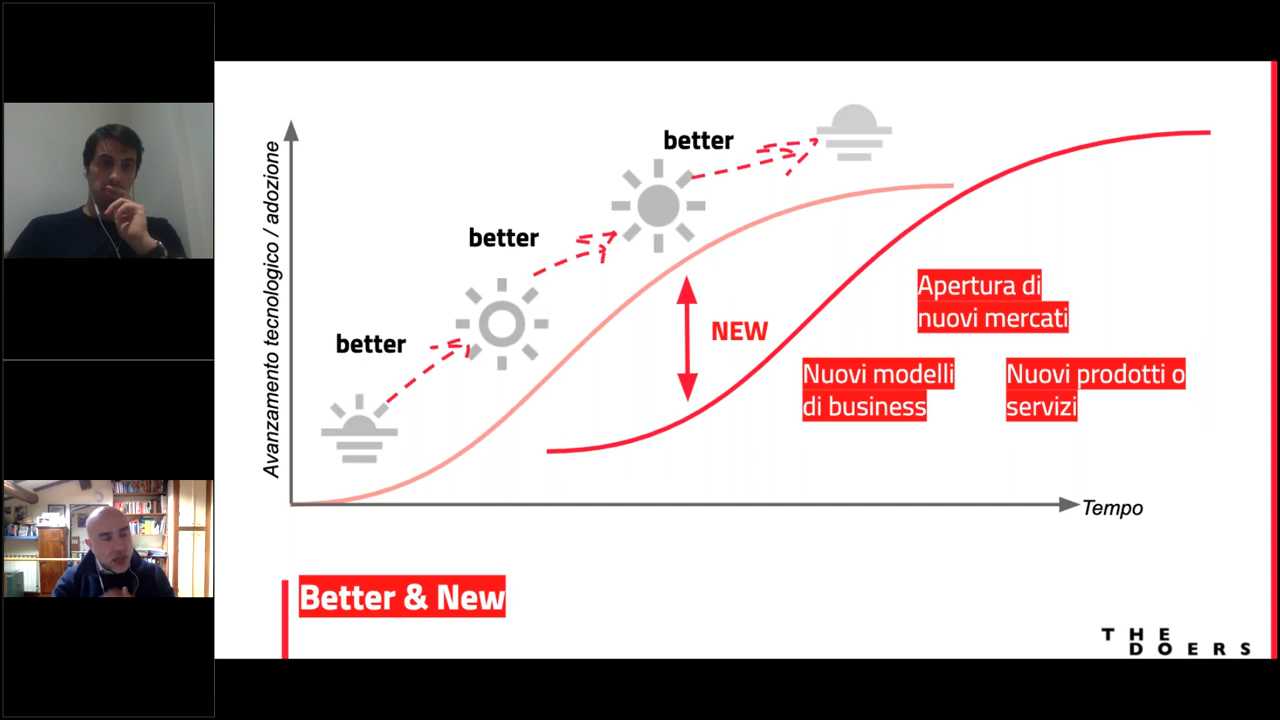 Avanzamento tecnologico / adozione
better
better
better
NEW
Apertura di
nuovi mercati
Nuovi modelli
di business
Nuovi prodotti o
servizi
Tempo
Better & New
THE
DOERS